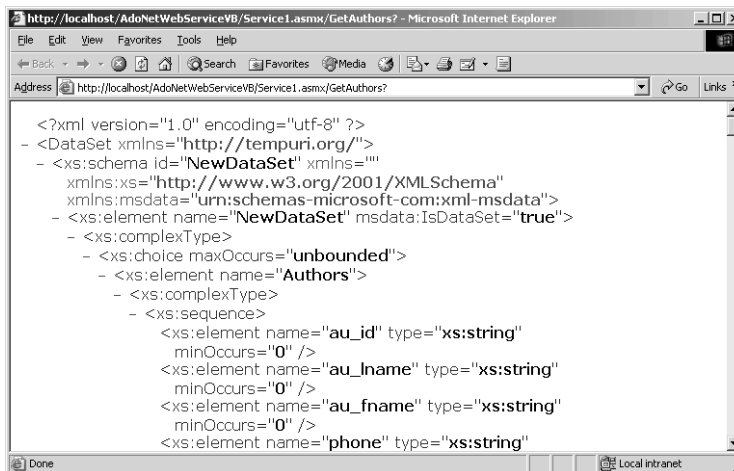 http://localhost/AdoNetWebServiceVB/Service1.asmx/GetAuthors? - Microsoft Internet Explorer
File Edit View Favorites Tools Help
Back Search Favorites Media
Address http://localhost/AdoNetWebServiceVB/Service1.asmx/GetAuthors? Go Links
<?xml version="1.0" encoding="utf-8" ?>
- <DataSet xmlns="http://tempuri.org/">
- <xs:schema id="NewDataSet" xmlns=""
xmlns:xs="http://www.w3.org/2001/XMLSchema"
xmlns:msdata="urn:schemas-microsoft-com:xml-msdata">
- <xs:element name="NewDataSet" msdata:IsDataSet="true">
- <xs:complexType>
- <xs:choice maxOccurs="unbounded">
- <xs:element name="Authors">
- <xs:complexType>
- <xs:sequence>
<xs:element name="au_id" type="xs:string"
minOccurs="0" />
<xs:element name="au_lname" type="xs:string"
minOccurs="0" />
<xs:element name="au_fname" type="xs:string"
minOccurs="0" />
<xs:element name="phone" type="xs:string"
Done Local intranet